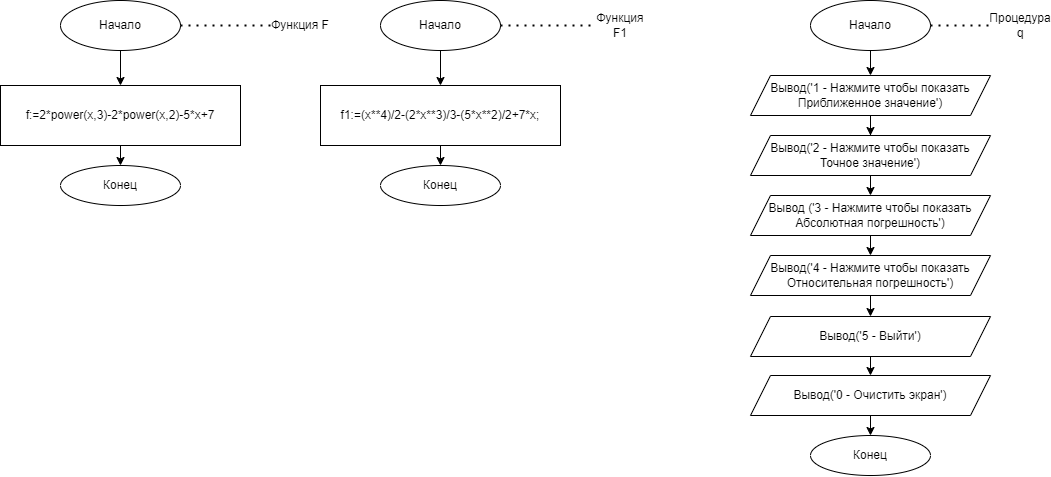 Начало
Функция F
f:=2*power(x,3)-2*power(x,2)-5*x+7
Конец
Начало
Функция
F1
f1:=(x**4)/2-(2*x**3)/3-(5*x**2)/2+7*x;
Конец
Начало
Процедура
q
Вывод('1 - Нажмите чтобы показать
Приближенное значение')
Вывод('2 - Нажмите чтобы показать
Точное значение')
Вывод ('3 - Нажмите чтобы показать
Абсолютная погрешность')
Вывод('4 - Нажмите чтобы показать
Относительная погрешность')
Вывод('5 - Выйти')
Вывод('0 - Очистить экран')
Конец